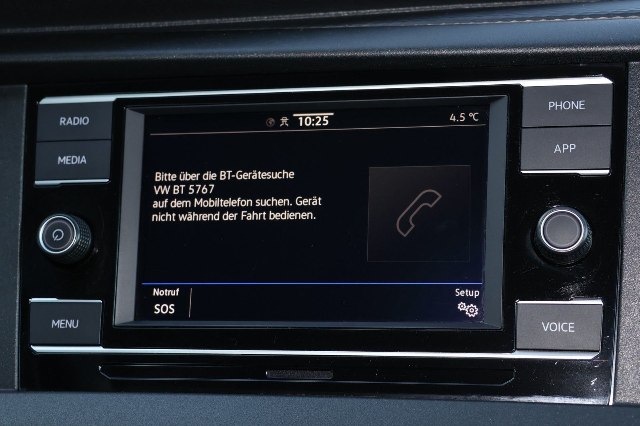 RADIO
MEDIA
MENU
PHONE
APP
VOICE
10:25
4.5 °C
Bitte über die BT-Gerätesuche
VW BT 5767
auf dem Mobiltelefon suchen. Gerät
nicht während der Fahrt bedienen.
Notruf
SOS
Setup